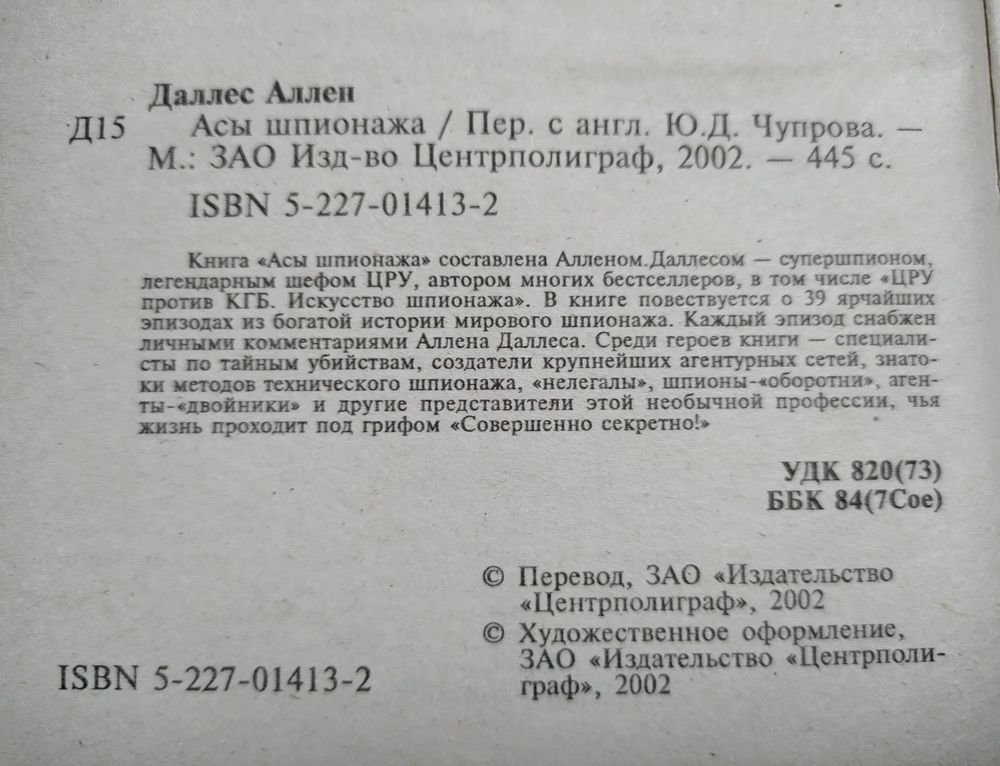 Даллес Аллен
Д15 Асы шпионажа / Пер. с англ. Ю.Д. Чупрова. —
М.: ЗАО Изд-во Центрполиграф, 2002. — 445 с.
ISBN 5-227-01413-2
Книга «Асы шпионажа» составлена Алленом Даллесом — супершпионом,
легендарным шефом ЦРУ, автором многих бестселлеров, в том числе «ЦРУ
против КГБ. Искусство шпионажа». В книге повествуется о 39 ярчайших
эпизодах из богатой истории мирового шпионажа. Каждый эпизод снабжен
личными комментариями Аллена Даллеса. Среди героев книги — специали-
сты по тайным убийствам, создатели крупнейших агентурных сетей, знато-
ки методов технического шпионажа, «нелегалы», шпионы-«оборотни», аген-
ты-«двойники» и другие представители этой необычной профессии, чья
жизнь проходит под грифом «Совершенно секретно!»
УДК 820(73)
ББК 84(7Сое)
© Перевод, ЗАО «Издательство
«Центрполиграф», 2002
© Художественное оформление,
ЗАО «Издательство «Центрполи-
граф», 2002
ISBN 5-227-01413-2